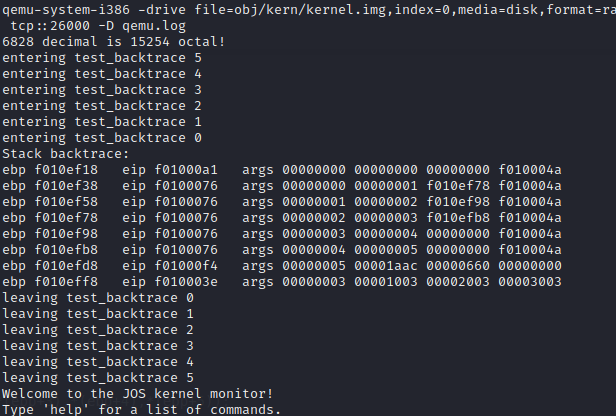 qemu-system-i386 -drive file=obj/kern/kernel.img,index=0,media=disk,format=ra
 tcp::26000 -D qemu.log
6828 decimal is 15254 octal!
entering test_backtrace 5
entering test_backtrace 4
entering test_backtrace 3
entering test_backtrace 2
entering test_backtrace 1
entering test_backtrace 0
Stack backtrace:
ebp f010ef18   eip f01000a1   args 00000000 00000000 00000000 f010004a
ebp f010ef38   eip f0100076   args 00000000 00000001 f010ef78 f010004a
ebp f010ef58   eip f0100076   args 00000001 00000002 f010ef98 f010004a
ebp f010ef78   eip f0100076   args 00000002 00000003 f010efb8 f010004a
ebp f010ef98   eip f0100076   args 00000003 00000004 00000000 f010004a
ebp f010efb8   eip f0100076   args 00000004 00000005 00000000 f010004a
ebp f010efd8   eip f01000f4   args 00000005 00001aac 00000660 00000000
ebp f010eff8   eip f010003e   args 00000003 00001003 00002003 00003003
leaving test_backtrace 0
leaving test_backtrace 1
leaving test_backtrace 2
leaving test_backtrace 3
leaving test_backtrace 4
leaving test_backtrace 5
Welcome to the JOS kernel monitor!
Type 'help' for a list of commands.